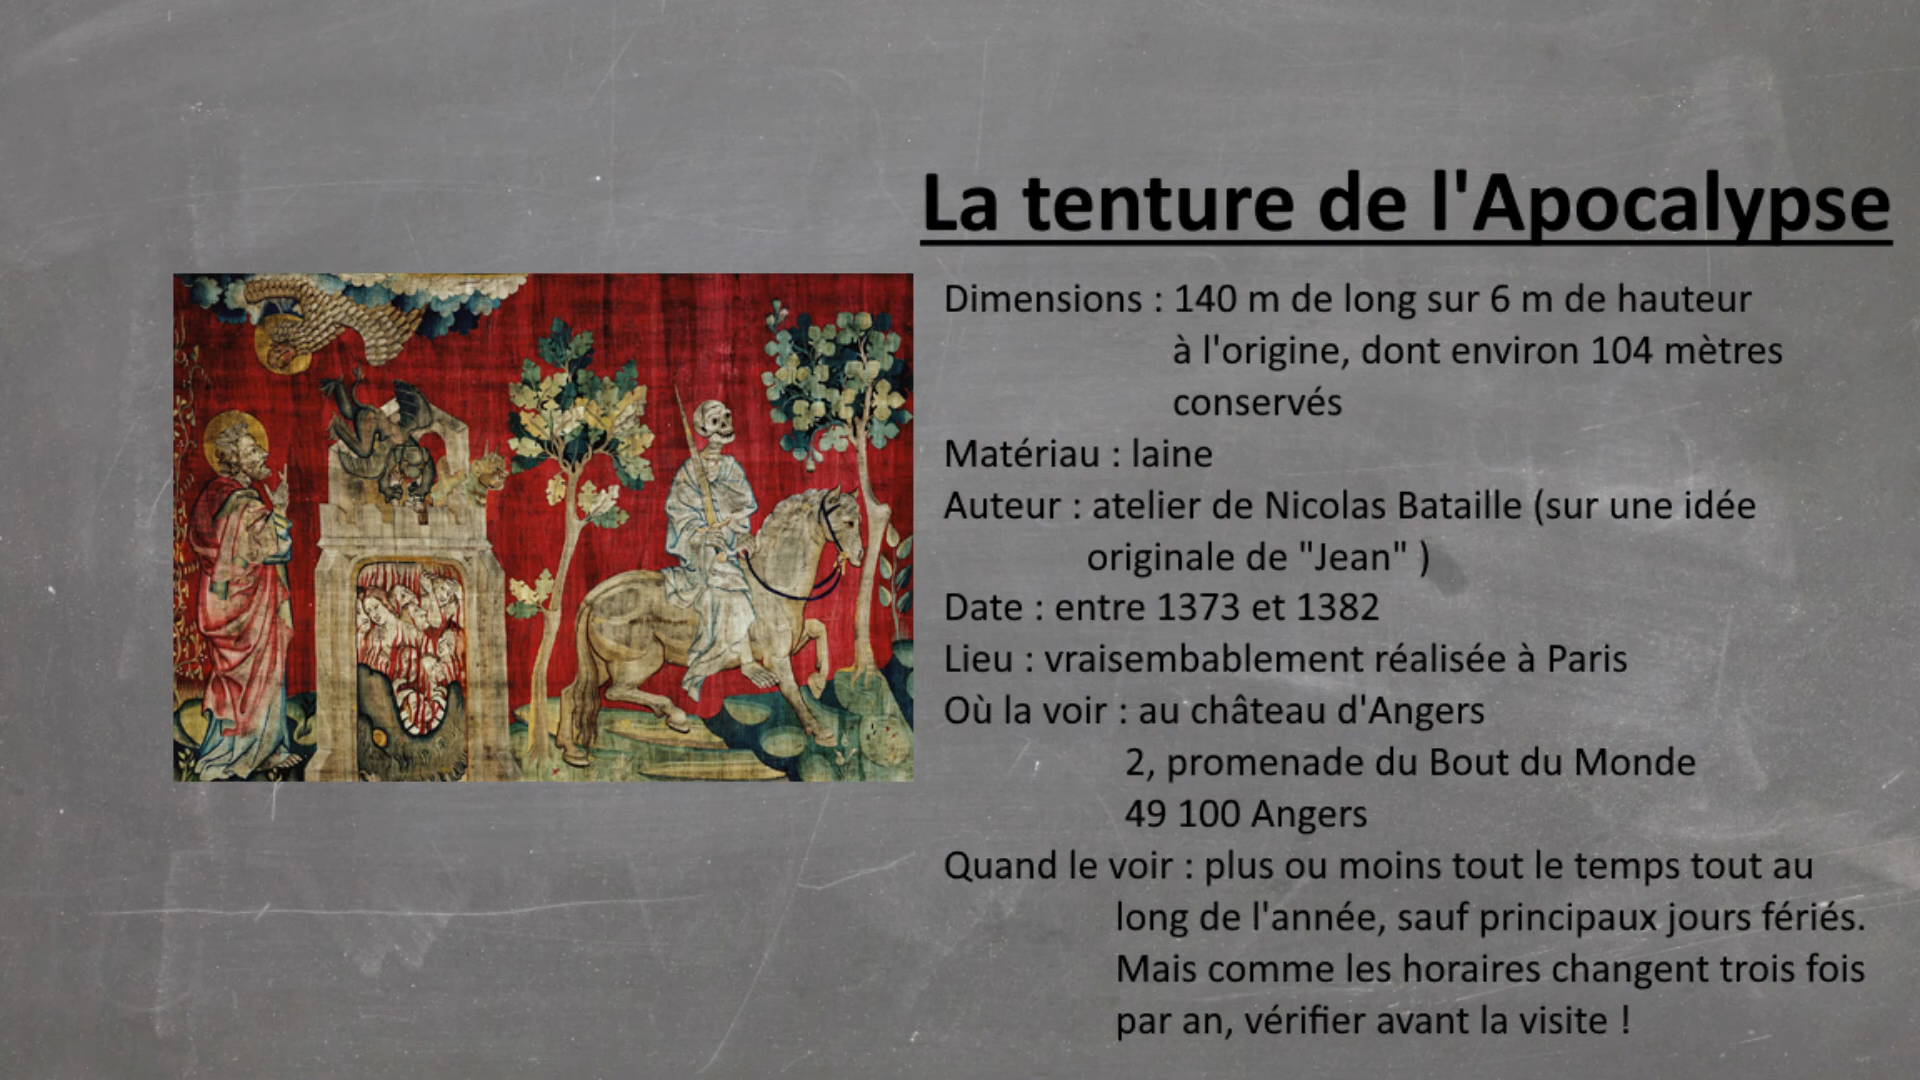 La tenture de l'Apocalypse
Dimensions : 140 m de long sur 6 m de hauteur
à l'origine, dont environ 104 mètres
conservés
Matériau : laine
Auteur : atelier de Nicolas Bataille (sur une idée
originale de "Jean" )
Date : entre 1373 et 1382
Lieu : vraisembablement réalisée à Paris
Où la voir : au château d'Angers
2, promenade du Bout du Monde
49 100 Angers
Quand le voir : plus ou moins tout le temps tout au
long de l'année, sauf principaux jours fériés.
Mais comme les horaires changent trois fois
par an, vérifier avant la visite !